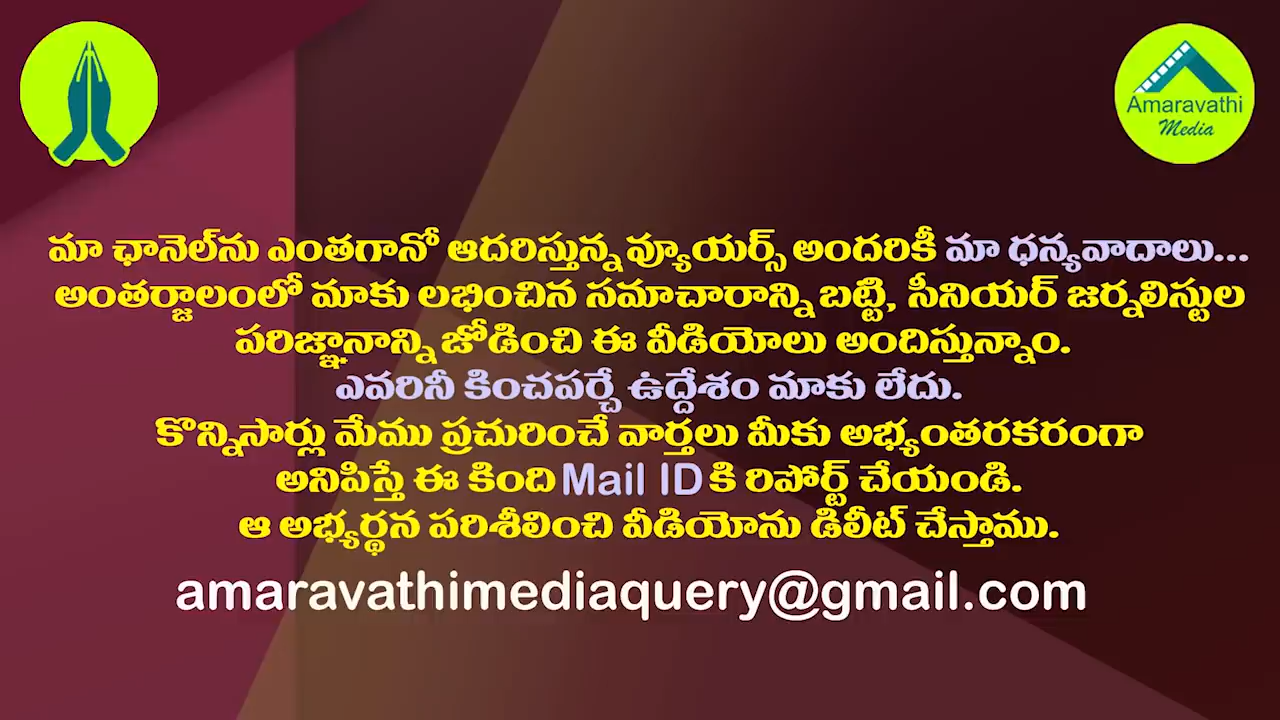 Amaravathi
Media
మా ఛానెల్‌ను ఎంతగానో ఆదరిస్తున్న వ్యూయర్స్ అందరికీ మా ధన్యవాదాలు...
అంతర్జాలంలో మాకు లభించిన సమాచారాన్ని బట్టి, సీనియర్ జర్నలిస్టుల
పరిజ్ఞానాన్ని జోడించి ఈ వీడియోలు అందిస్తున్నాం.
ఎవరినీ కించపర్చే ఉద్దేశం మాకు లేదు.
కొన్నిసార్లు మేము ప్రచురించే వార్తలు మీకు అభ్యంతరకరంగా
అనిపిస్తే ఈ కింది Mail ID కి రిపోర్ట్ చేయండి.
ఆ అభ్యర్థన పరిశీలించి వీడియోను డిలీట్ చేస్తాము.
amaravathimediaquery@gmail.com